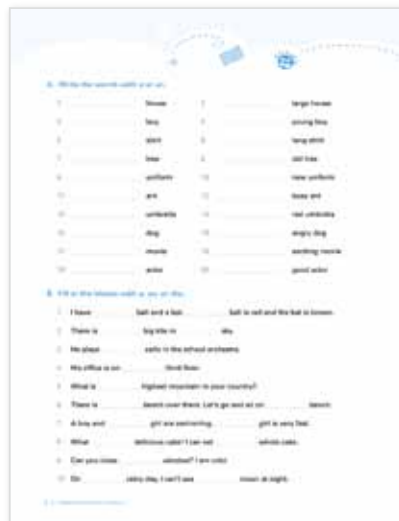 A. Write the words with a or an.
1 house 2 large house
3 boy 4 young boy
5 shirt 6 long shirt
7 tree 8 old tree
9 uniform 10 new uniform
11 ant 12 busy ant
13 umbrella 14 red umbrella
15 dog 16 angry dog
17 movie 18 exciting movie
19 actor 20 good actor
B. Fill in the blanks with a, an, or the.
1 I have ball and a bat. ball is red and the bat is brown.
2 There is big kite in sky.
3 He plays cello in the school orchestra.
4 My office is on third floor.
5 What is highest mountain in your country?
6 There is bench over there. Let's go and sit on bench.
7 A boy and girl are swimming. girl is very fast.
8 What delicious cake! I can eat whole cake.
9 Can you close window? I am cold.
10 On rainy day, I can't see moon at night.